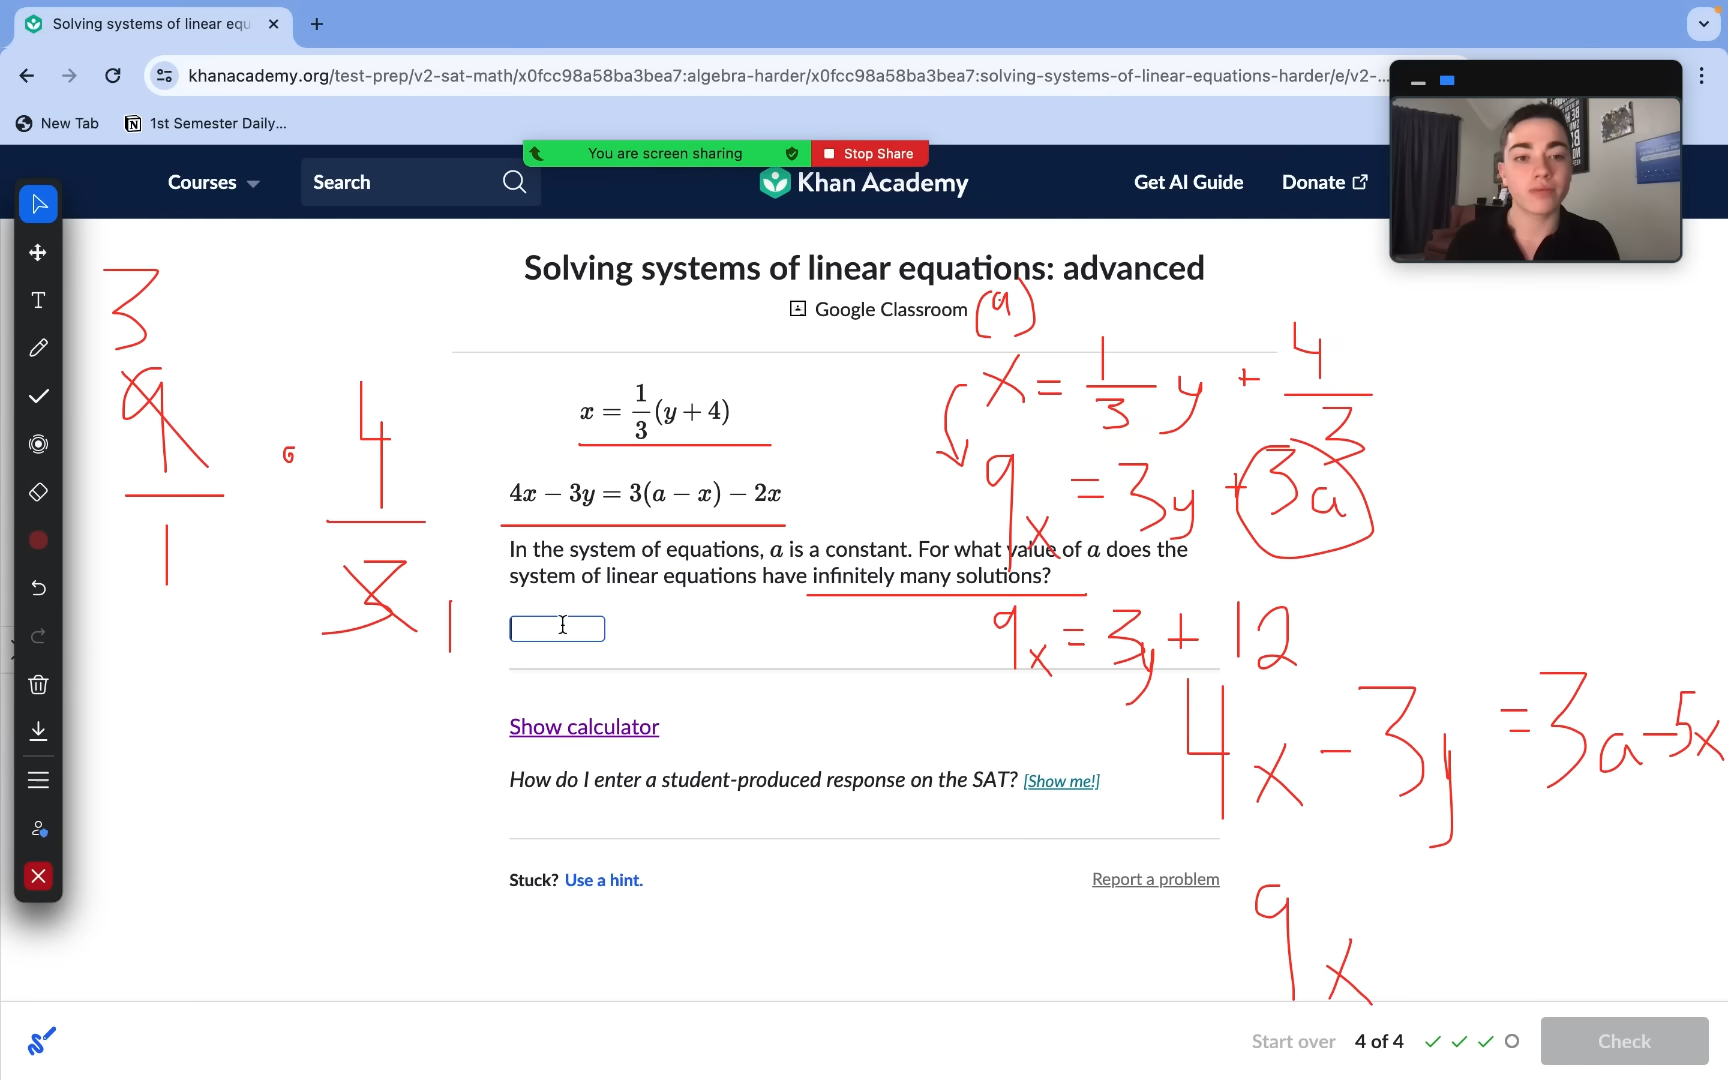 Solving systems of linear equ
khanacademy.org/test-prep/v2-sat-math/x0fcc98a58ba3bea7:algebra-harder/x0fcc98a58ba3bea7:solving-systems-of-linear-equations-harder/e/v2-...
New Tab
1st Semester Daily...
You are screen sharing
Stop Share
Courses
Search
Khan Academy
Get AI Guide
Donate
Solving systems of linear equations: advanced
Google Classroom
(a)
x = 1/3 (y + 4)
4x − 3y = 3(a − x) − 2x
In the system of equations, a is a constant. For what value of a does the
system of linear equations have infinitely many solutions?
x = 1/3 y + 4/3
9x = 3y + 3a
9x = 3y + 12
4x - 3y = 3a - 5x
9x
3
9/1 · 4/3
1
Show calculator
How do I enter a student-produced response on the SAT? [Show me!]
Stuck? Use a hint.
Report a problem
Start over
4 of 4
Check